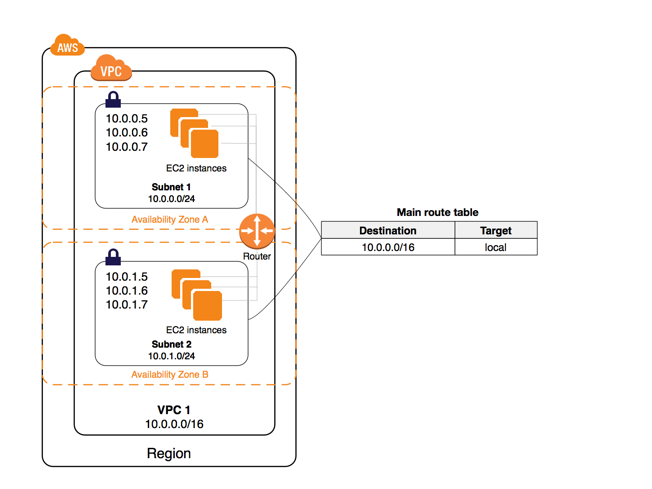 AWS
VPC
10.0.0.5
10.0.0.6
10.0.0.7
EC2 instances
Subnet 1
10.0.0.0/24
Availability Zone A
Router
10.0.1.5
10.0.1.6
10.0.1.7
EC2 instances
Subnet 2
10.0.1.0/24
Availability Zone B
VPC 1
10.0.0.0/16
Region
Main route table
Destination Target
10.0.0.0/16 local